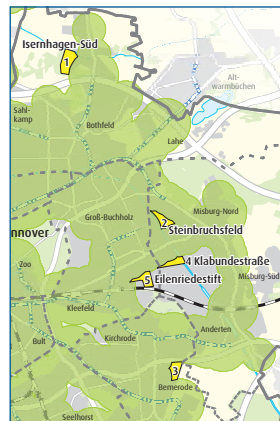 Isernhagen-Süd
1
Alt-
warmbüchen
Sahl-
kamp
Bothfeld
Lahe
Groß-Buchholz
Misburg-Nord
2
Steinbruchsfeld
nnover
4 Klabundestraße
Zoo
5 Eilenriedestift
Misburg-Süd
Kleefeld
Anderten
Bult
Kirchrode
3
Bemerode
Seelhorst